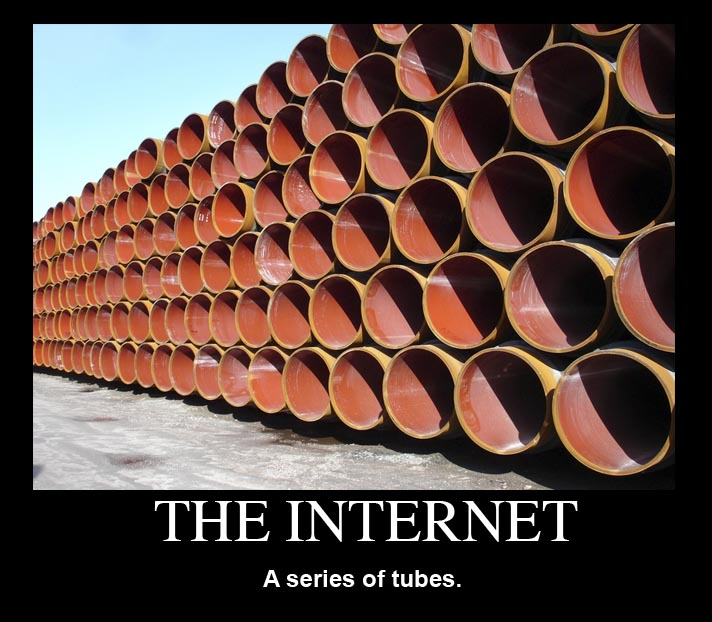 THE INTERNET
A series of tubes.